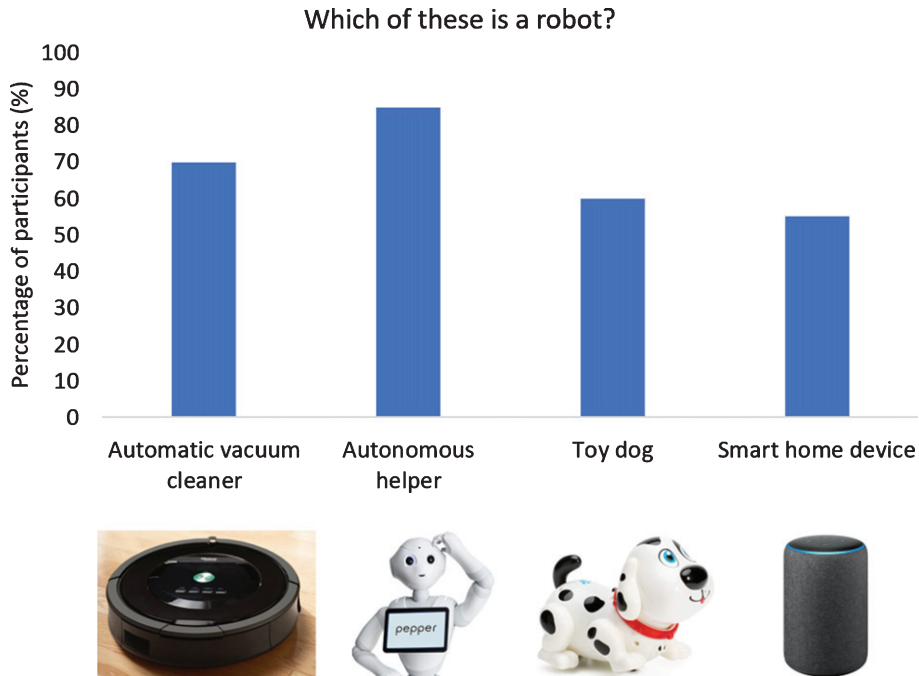 Which of these is a robot?
Percentage of participants (%)
100
90
80
70
60
50
40
30
20
10
0
Automatic vacuum
cleaner
Autonomous
helper
Toy dog
Smart home device
pepper